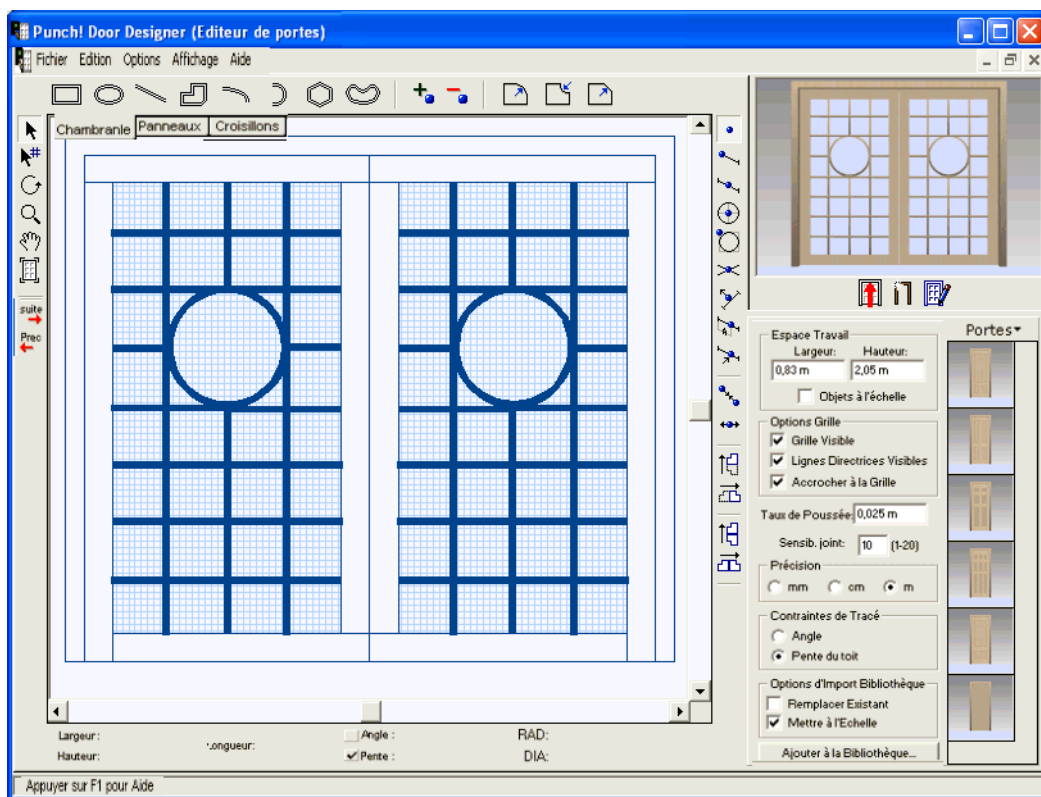 Punch! Door Designer (Editeur de portes)
Fichier Edition Options Affichage Aide
Chambranle Panneaux Croisillons
suite
Prec
Espace Travail
Largeur: Hauteur:
0,83 m 2,05 m
Objets à l'échelle
Options Grille
Grille Visible
Lignes Directrices Visibles
Accrocher à la Grille
Taux de Poussée: 0,025 m
Sensib. joint: 10 (1-20)
Précision
mm cm m
Contraintes de Tracé
Angle
Pente du toit
Options d'Import Bibliothèque
Remplacer Existant
Mettre à l'Echelle
Ajouter à la Bibliothèque...
Portes
Largeur :
Hauteur:
Longueur:
Angle :
Pente :
RAD:
DIA:
Appuyer sur F1 pour Aide